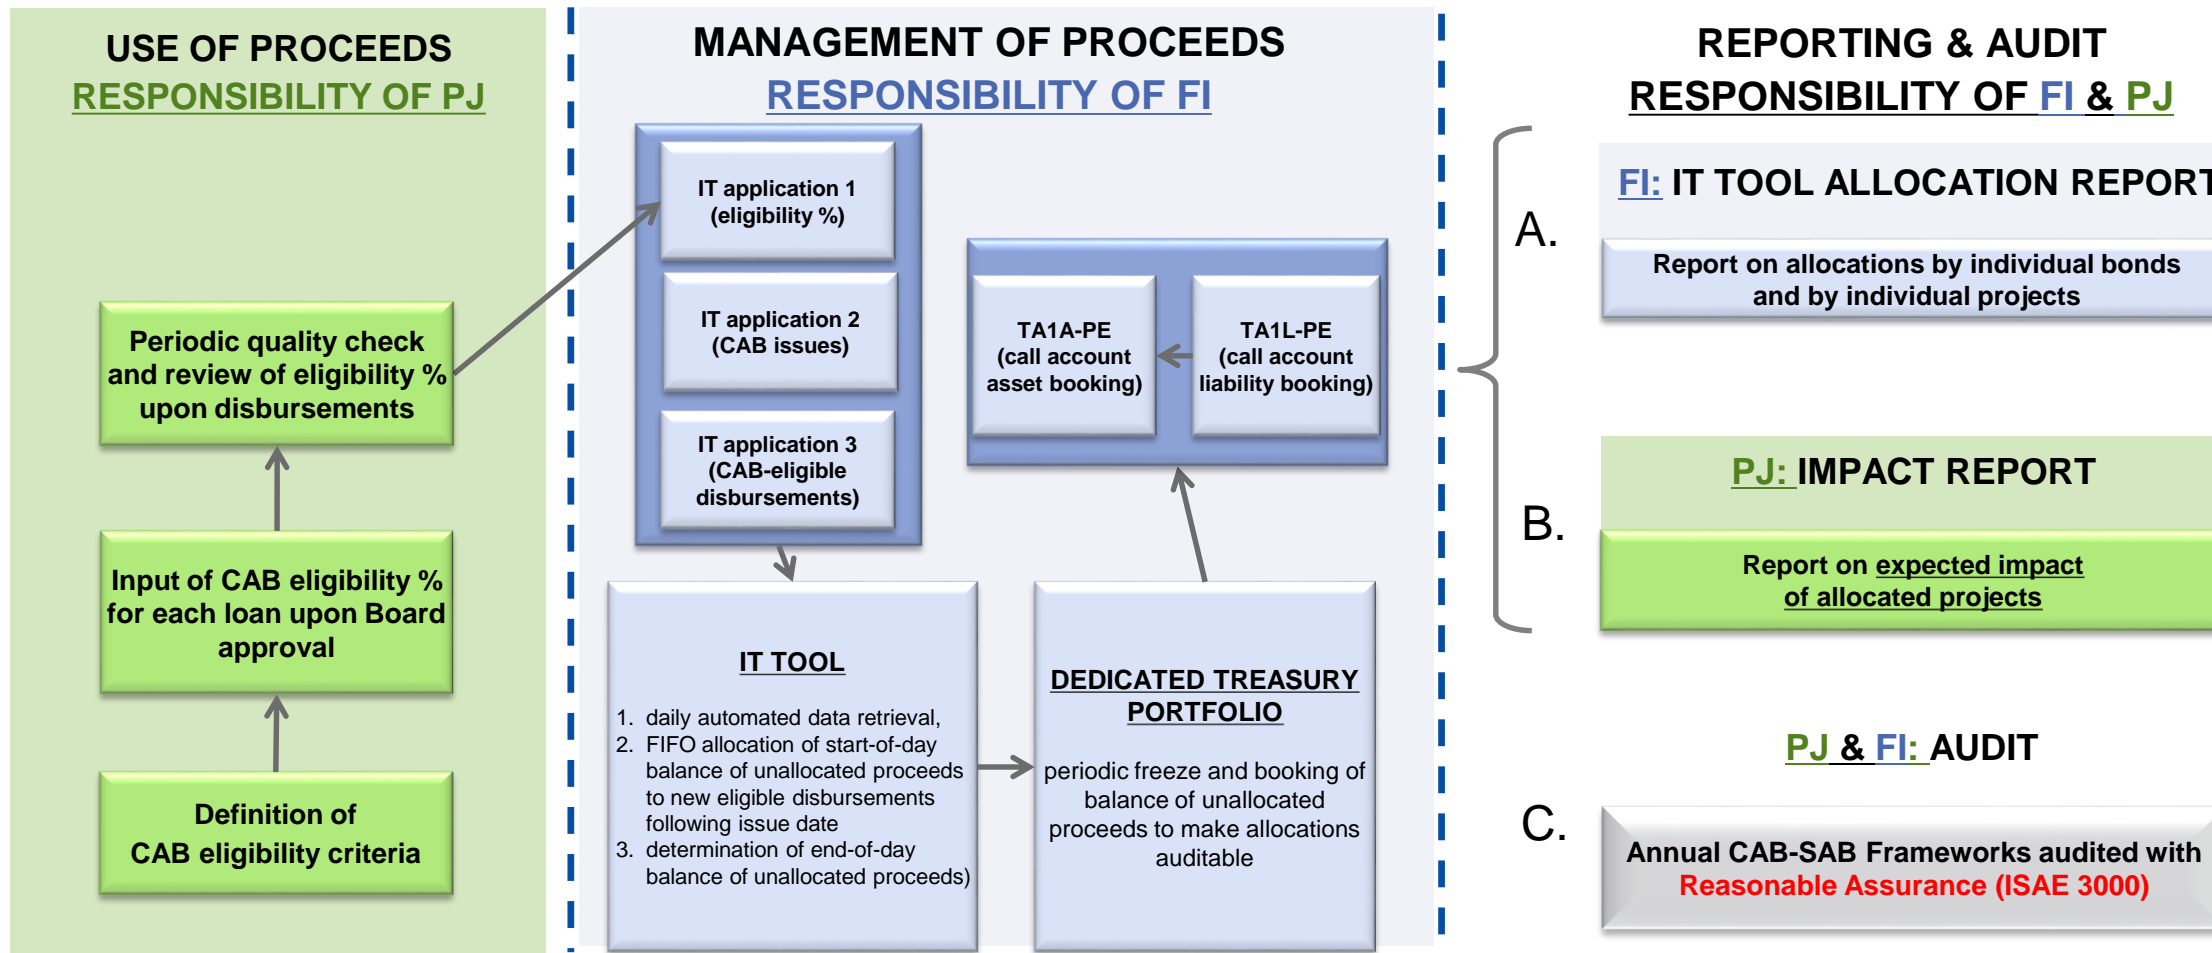 USE OF PROCEEDS
RESPONSIBILITY OF PJ
Periodic quality check
and review of eligibility %
upon disbursements
Input of CAB eligibility %
for each loan upon Board
approval
Definition of
CAB eligibility criteria
MANAGEMENT OF PROCEEDS
RESPONSIBILITY OF FI
IT application 1
(eligibility %)
IT application 2
(CAB issues)
IT application 3
(CAB-eligible
disbursements)
TA1A-PE
(call account
asset booking)
TA1L-PE
(call account
liability booking)
IT TOOL
1. daily automated data retrieval,
2. FIFO allocation of start-of-day
balance of unallocated proceeds
to new eligible disbursements
following issue date
3. determination of end-of-day
balance of unallocated proceeds)
DEDICATED TREASURY
PORTFOLIO
periodic freeze and booking of
balance of unallocated
proceeds to make allocations
auditable
REPORTING & AUDIT
RESPONSIBILITY OF FI & PJ
A.
FI: IT TOOL ALLOCATION REPORT
Report on allocations by individual bonds
and by individual projects
B.
PJ: IMPACT REPORT
Report on expected impact
of allocated projects
C.
PJ & FI: AUDIT
Annual CAB-SAB Frameworks audited with
Reasonable Assurance (ISAE 3000)